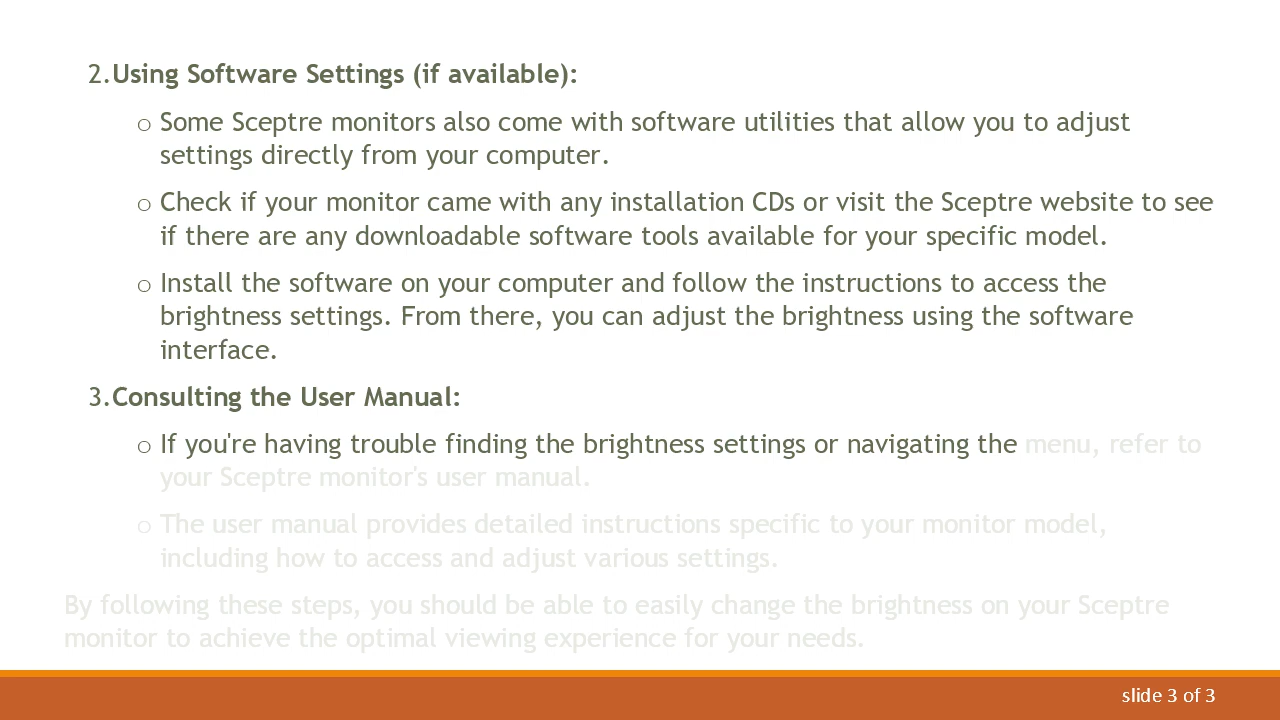 2.Using Software Settings (if available):
o Some Sceptre monitors also come with software utilities that allow you to adjust
settings directly from your computer.
o Check if your monitor came with any installation CDs or visit the Sceptre website to see
if there are any downloadable software tools available for your specific model.
o Install the software on your computer and follow the instructions to access the
brightness settings. From there, you can adjust the brightness using the software
interface.
3.Consulting the User Manual:
o If you're having trouble finding the brightness settings or navigating the menu, refer to
your Sceptre monitor's user manual.
o The user manual provides detailed instructions specific to your monitor model,
including how to access and adjust various settings.
By following these steps, you should be able to easily change the brightness on your Sceptre
monitor to achieve the optimal viewing experience for your needs.
slide 3 of 3